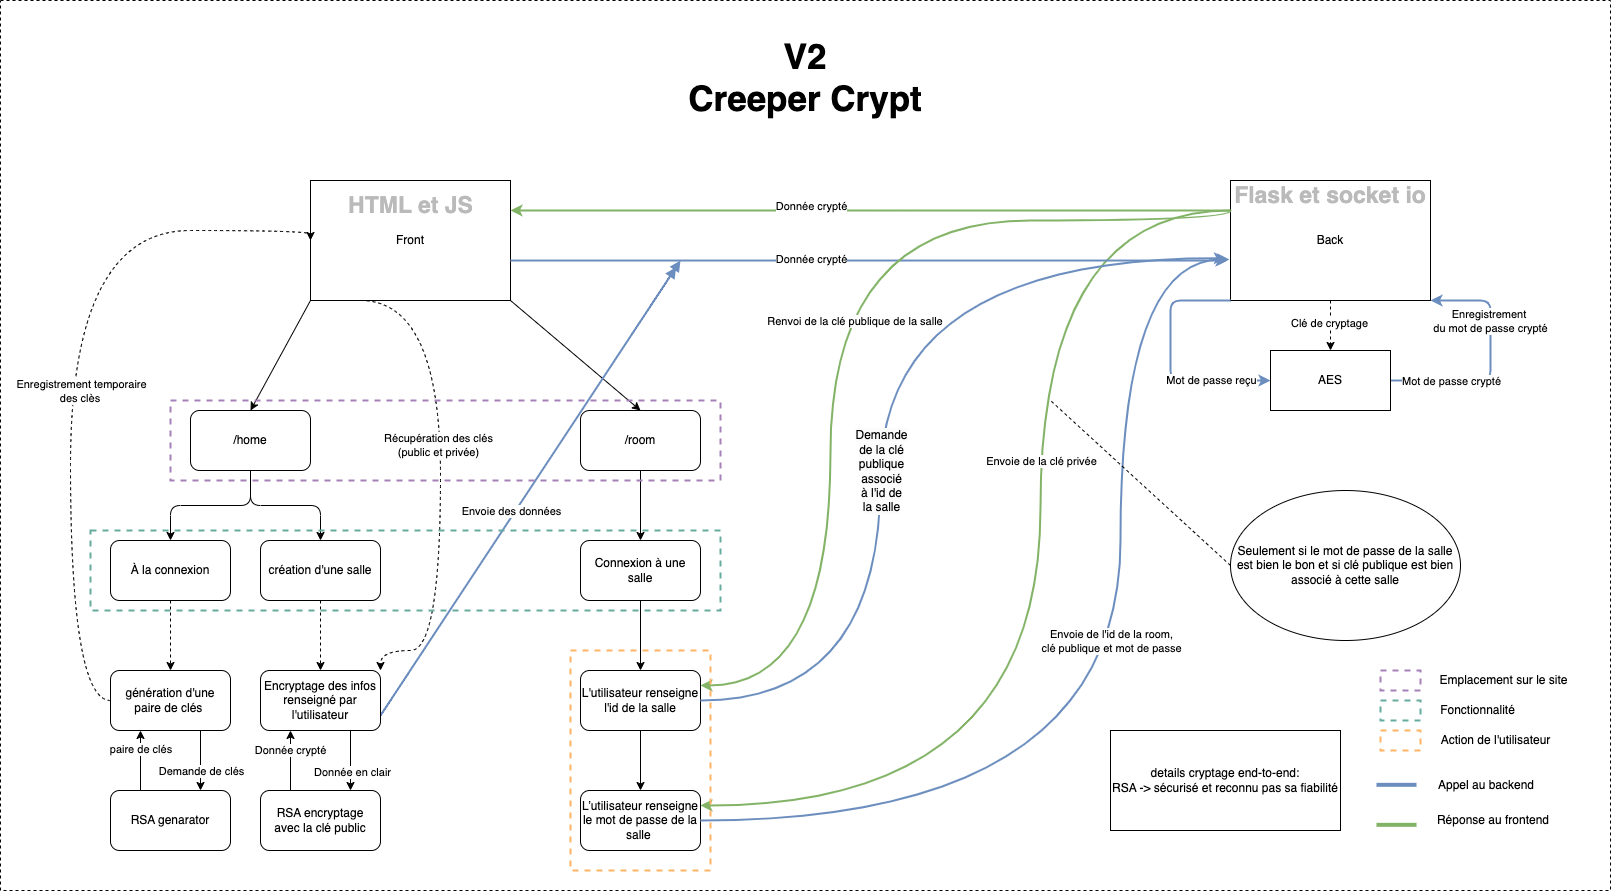 V2
Creeper Crypt
HTML et JS
Front
Flask et socket io
Back
Donnée crypté
Donnée crypté
Renvoi de la clé publique de la salle
Clé de cryptage
Enregistrement
du mot de passe crypté
Mot de passe reçu
AES
Mot de passe crypté
Enregistrement temporaire
des clès
/home
Récupération des clés
(public et privée)
/room
Demande
de la clé
publique
associé
à l'id de
la salle
Envoie de la clé privée
Envoie des données
À la connexion
création d'une salle
Connexion à une
salle
Seulement si le mot de passe de la salle
est bien le bon et si clé publique est bien
associé à cette salle
Envoie de l'id de la room,
clé publique et mot de passe
génération d'une
paire de clés
Encryptage des infos
renseigné par
l'utilisateur
L'utilisateur renseigne
l'id de la salle
paire de clés
Demande de clés
Donnée crypté
Donnée en clair
RSA genarator
RSA encryptage
avec la clé public
L'utilisateur renseigne
le mot de passe de la
salle
details cryptage end-to-end:
RSA -> sécurisé et reconnu pas sa fiabilité
Emplacement sur le site
Fonctionnalité
Action de l'utilisateur
Appel au backend
Réponse au frontend